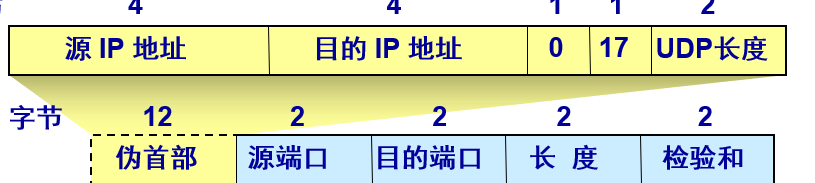 4 4 1 1 2
源 IP 地址 目的 IP 地址 0 17 UDP长度
字节 12 2 2 2 2
伪首部 源端口 目的端口 长 度 检验和